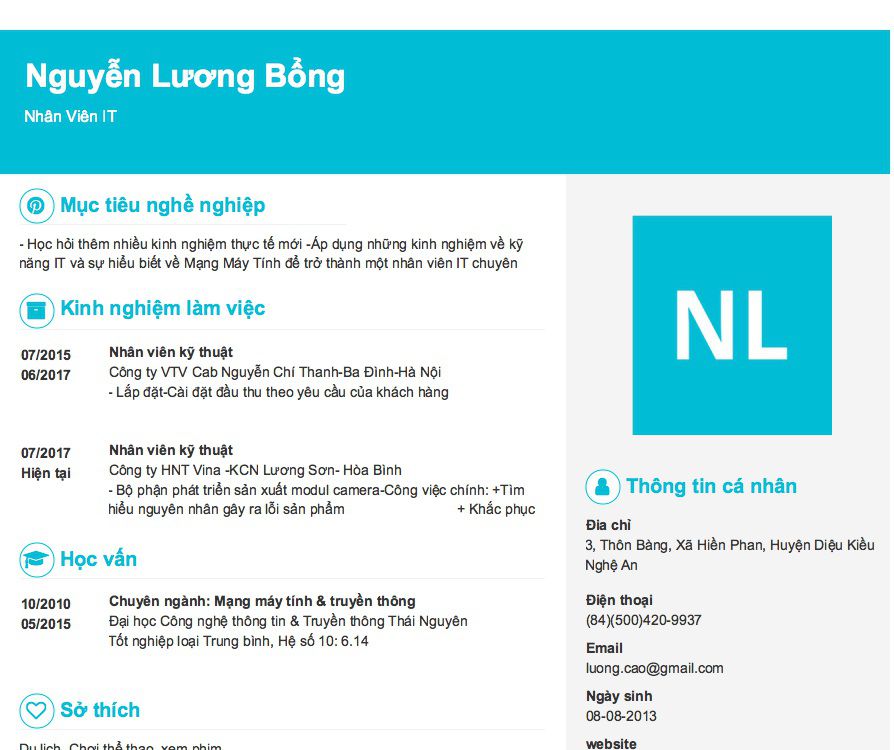 Nguyễn Lương Bổng
Nhân Viên IT
Mục tiêu nghề nghiệp
- Học hỏi thêm nhiều kinh nghiệm thực tế mới -Áp dụng những kinh nghiệm về kỹ
năng IT và sự hiểu biết về Mạng Máy Tính để trở thành một nhân viên IT chuyên
Kinh nghiệm làm việc
07/2015
06/2017
Nhân viên kỹ thuật
Công ty VTV Cab Nguyễn Chí Thanh-Ba Đình-Hà Nội
- Lắp đặt-Cài đặt đầu thu theo yêu cầu của khách hàng
07/2017
Hiện tại
Nhân viên kỹ thuật
Công ty HNT Vina -KCN Lương Sơn- Hòa Bình
- Bộ phận phát triển sản xuất modul camera-Công việc chính: +Tìm
hiểu nguyên nhân gây ra lỗi sản phẩm + Khắc phục
Học vấn
10/2010
05/2015
Chuyên ngành: Mạng máy tính & truyền thông
Đại học Công nghệ thông tin & Truyền thông Thái Nguyên
Tốt nghiệp loại Trung bình, Hệ số 10: 6.14
Sở thích
Du lịch, Chơi thể thao, xem phim
NL
Thông tin cá nhân
Địa chỉ
3, Thôn Bàng, Xã Hiền Phan, Huyện Diệu Kiều
Nghệ An
Điện thoại
(84)(500)420-9937
Email
luong.cao@gmail.com
Ngày sinh
08-08-2013
website